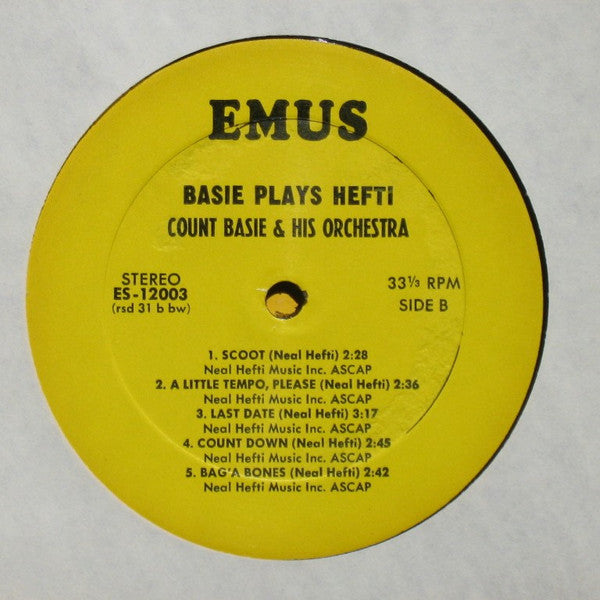 EMUS
BASIE PLAYS HEFTI
COUNT BASIE & HIS ORCHESTRA
STEREO
ES-12003
(rsd 31 b bw)
33⅓ RPM
SIDE B
1. SCOOT (Neal Hefti) 2:28
Neal Hefti Music Inc. ASCAP
2. A LITTLE TEMPO, PLEASE (Neal Hefti) 2:36
Neal Hefti Music Inc. ASCAP
3. LAST DATE (Neal Hefti) 3:17
Neal Hefti Music Inc. ASCAP
4. COUNT DOWN (Neal Hefti) 2:45
Neal Hefti Music Inc. ASCAP
5. BAG'A BONES (Neal Hefti) 2:42
Neal Hefti Music Inc. ASCAP